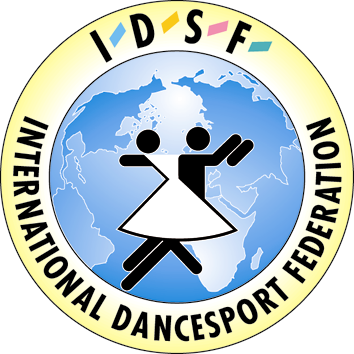 I D S F
INTERNATIONAL DANCESPORT FEDERATION